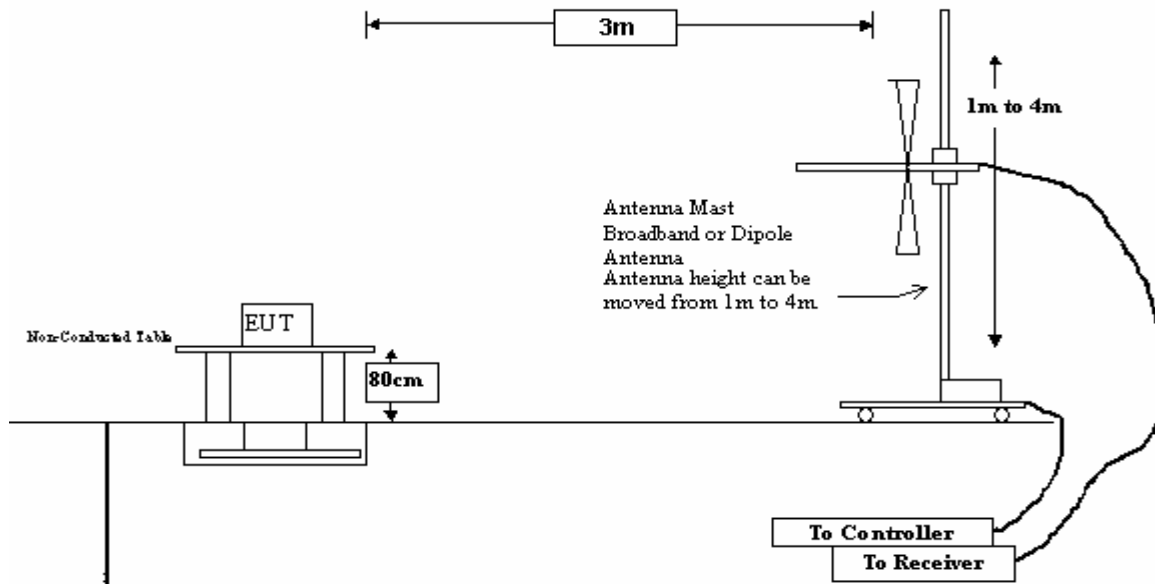 3m
1m to 4m
Antenna Mast
Broadband or Dipole
Antenna
Antenna height can be
moved from 1m to 4m
EUT
Non-Conducted Table
80cm
To Controller
To Receiver